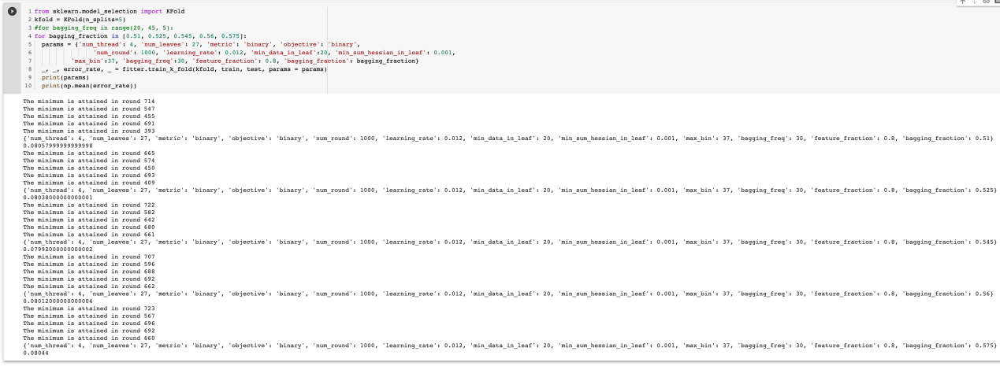 1 from sklearn.model_selection import KFold
2 kfold = KFold(n_splits=5)
3 #for bagging_freq in range(20, 45, 5):
4 for bagging_fraction in [0.51, 0.525, 0.545, 0.56, 0.575]:
5 params = {'num_thread': 4, 'num_leaves': 27, 'metric': 'binary', 'objective': 'binary',
6 'num_round': 1000, 'learning_rate': 0.012, 'min_data_in_leaf':20, 'min_sum_hessian_in_leaf': 0.001,
7 'max_bin':37, 'bagging_freq':30, 'feature_fraction': 0.8, 'bagging_fraction': bagging_fraction}
8 _, _, error_rate, _ = fitter.train_k_fold(kfold, train, test, params = params)
9 print(params)
10 print(np.mean(error_rate))
The minimum is attained in round 714
The minimum is attained in round 547
The minimum is attained in round 455
The minimum is attained in round 691
The minimum is attained in round 393
{'num_thread': 4, 'num_leaves': 27, 'metric': 'binary', 'objective': 'binary', 'num_round': 1000, 'learning_rate': 0.012, 'min_data_in_leaf': 20, 'min_sum_hessian_in_leaf': 0.001, 'max_bin': 37, 'bagging_freq': 30, 'feature_fraction': 0.8, 'bagging_fraction': 0.51}
0.08057999999999998
The minimum is attained in round 665
The minimum is attained in round 574
The minimum is attained in round 450
The minimum is attained in round 693
The minimum is attained in round 409
{'num_thread': 4, 'num_leaves': 27, 'metric': 'binary', 'objective': 'binary', 'num_round': 1000, 'learning_rate': 0.012, 'min_data_in_leaf': 20, 'min_sum_hessian_in_leaf': 0.001, 'max_bin': 37, 'bagging_freq': 30, 'feature_fraction': 0.8, 'bagging_fraction': 0.525}
0.08038000000000001
The minimum is attained in round 722
The minimum is attained in round 582
The minimum is attained in round 642
The minimum is attained in round 680
The minimum is attained in round 661
{'num_thread': 4, 'num_leaves': 27, 'metric': 'binary', 'objective': 'binary', 'num_round': 1000, 'learning_rate': 0.012, 'min_data_in_leaf': 20, 'min_sum_hessian_in_leaf': 0.001, 'max_bin': 37, 'bagging_freq': 30, 'feature_fraction': 0.8, 'bagging_fraction': 0.545}
0.07992000000000002
The minimum is attained in round 707
The minimum is attained in round 596
The minimum is attained in round 688
The minimum is attained in round 692
The minimum is attained in round 662
{'num_thread': 4, 'num_leaves': 27, 'metric': 'binary', 'objective': 'binary', 'num_round': 1000, 'learning_rate': 0.012, 'min_data_in_leaf': 20, 'min_sum_hessian_in_leaf': 0.001, 'max_bin': 37, 'bagging_freq': 30, 'feature_fraction': 0.8, 'bagging_fraction': 0.56}
0.08012000000000004
The minimum is attained in round 723
The minimum is attained in round 567
The minimum is attained in round 696
The minimum is attained in round 692
The minimum is attained in round 660
{'num_thread': 4, 'num_leaves': 27, 'metric': 'binary', 'objective': 'binary', 'num_round': 1000, 'learning_rate': 0.012, 'min_data_in_leaf': 20, 'min_sum_hessian_in_leaf': 0.001, 'max_bin': 37, 'bagging_freq': 30, 'feature_fraction': 0.8, 'bagging_fraction': 0.575}
0.08044